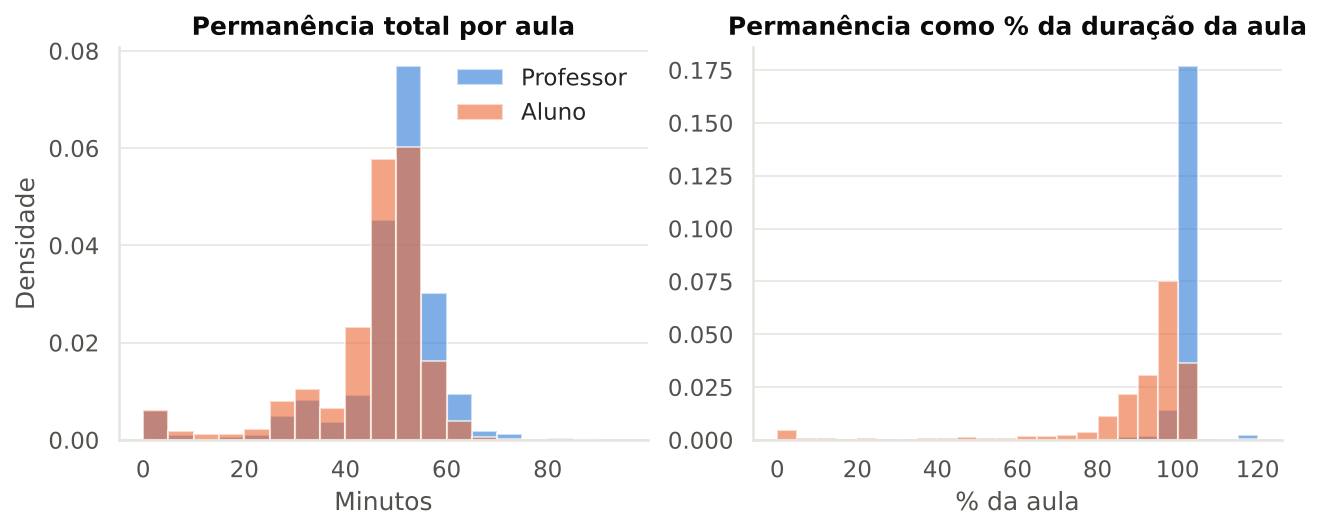 Permanência total por aula
Permanência como % da duração da aula
Professor
Aluno
Densidade
0.08
0.06
0.04
0.02
0.00
0 20 40 60 80
Minutos
0.175
0.150
0.125
0.100
0.075
0.050
0.025
0.000
0 20 40 60 80 100 120
% da aula